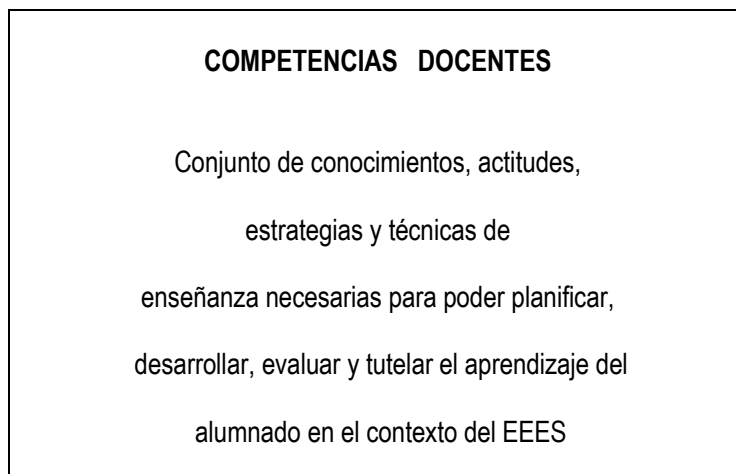 COMPETENCIAS DOCENTES
Conjunto de conocimientos, actitudes,
estrategias y técnicas de
enseñanza necesarias para poder planificar,
desarrollar, evaluar y tutelar el aprendizaje del
alumnado en el contexto del EEES